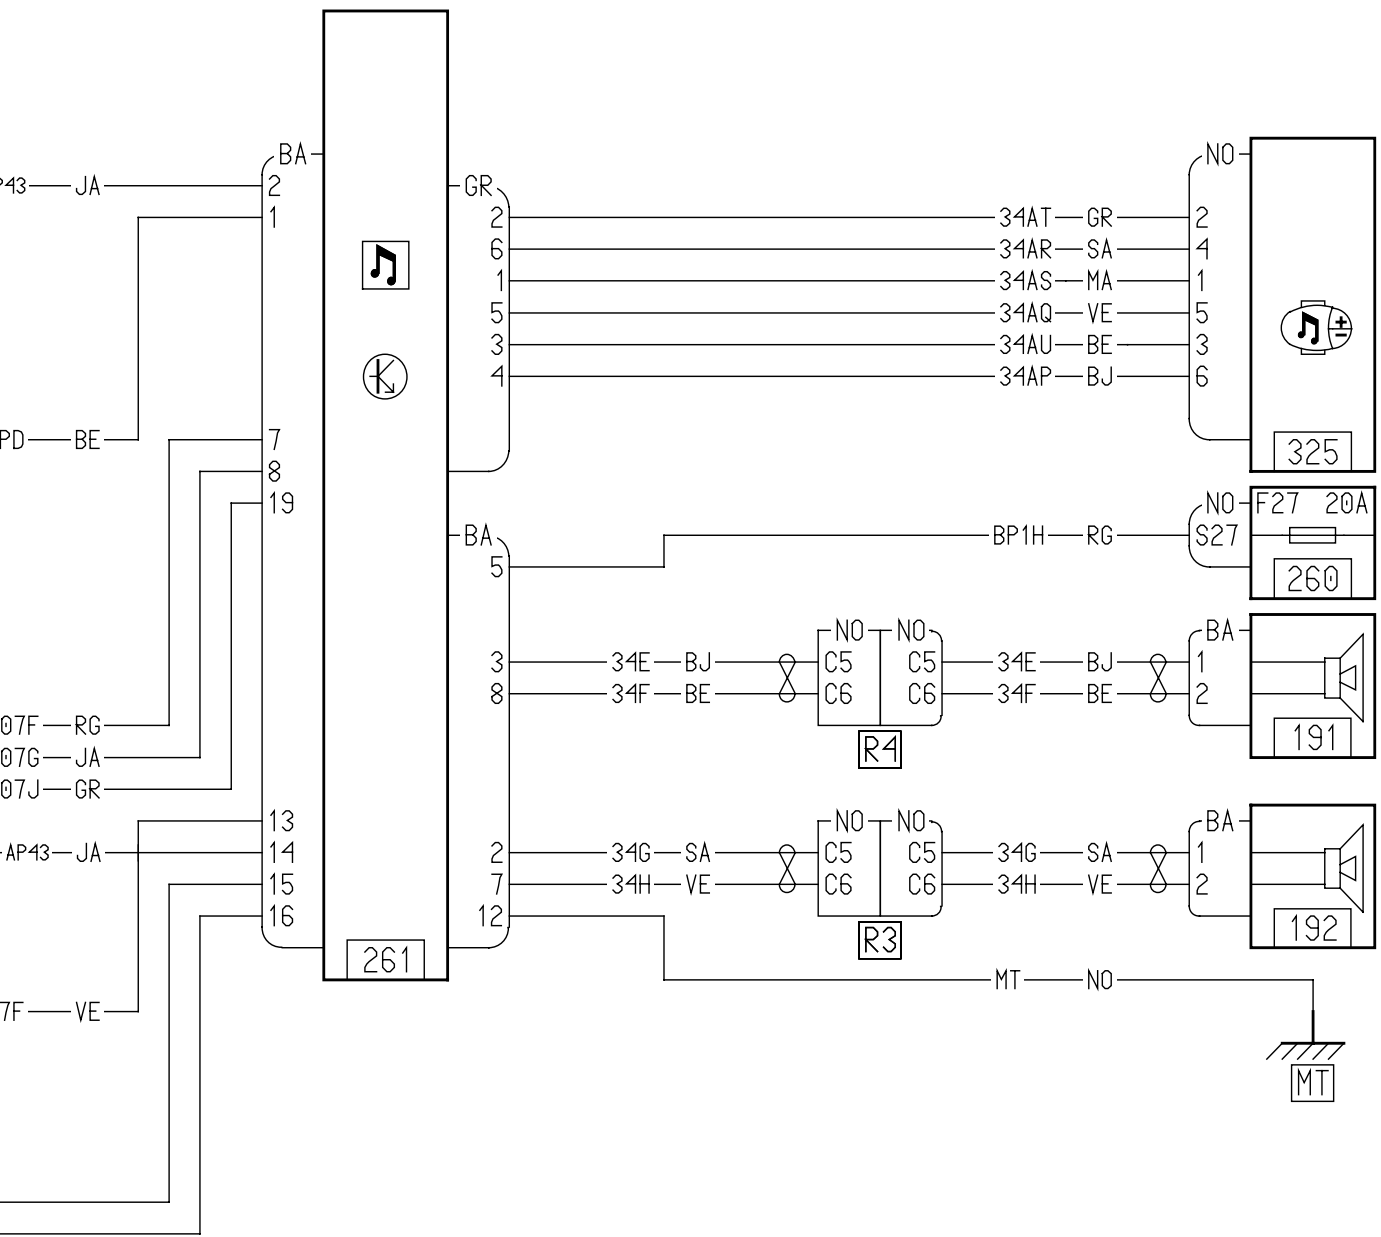 BA NO
P43 JA 2 GR
1 2 34AT GR 2
6 34AR SA 4
1 34AS MA 1
5 34AQ VE 5
3 34AU BE 3
4 34AP BJ 6
PD BE 7 325
8
19 NO F27 20A
BA BP1H RG S27
5 260
NO NO BA
3 34E BJ C5 C5 34E BJ 1
8 34F BE C6 C6 34F BE 2
07F RG 191
07G JA R4
07J GR
13 NO NO BA
AP43 JA 14 2 34G SA C5 C5 34G SA 1
15 7 34H VE C6 C6 34H VE 2
16 12 192
261 R3
MT NO
7F VE
MT